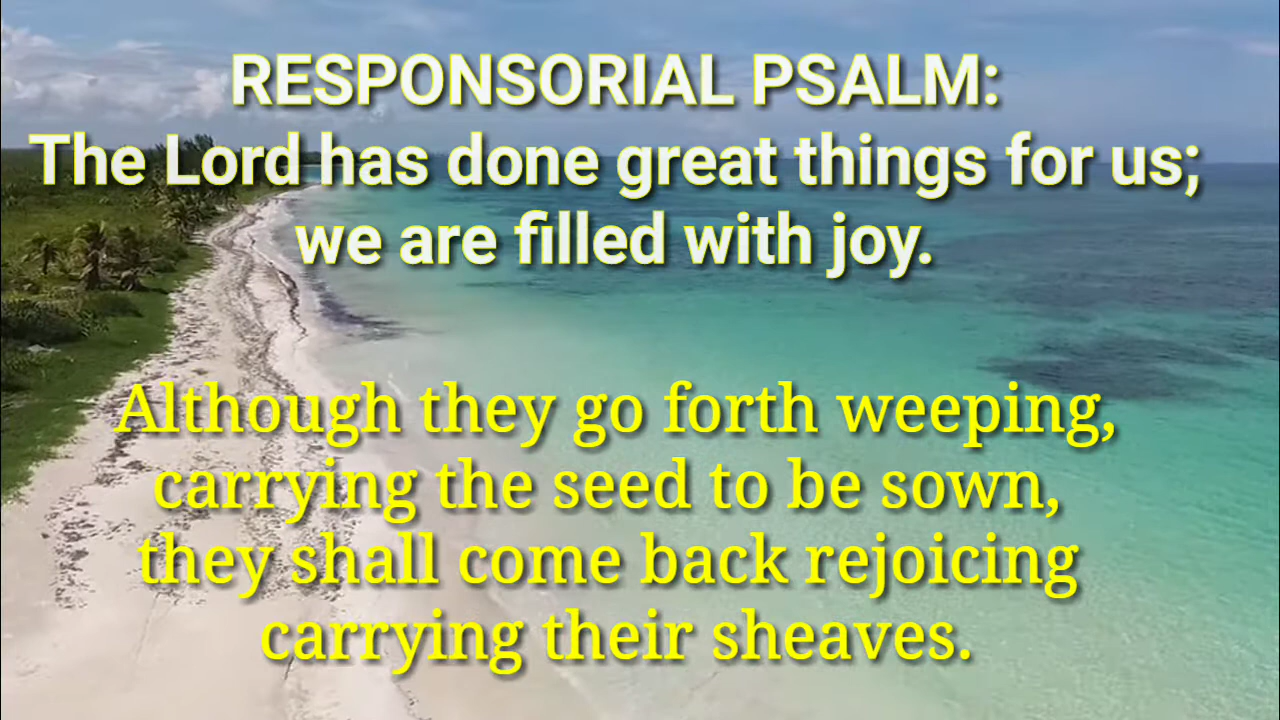 RESPONSORIAL PSALM:
The Lord has done great things for us;
we are filled with joy.
Although they go forth weeping,
carrying the seed to be sown,
they shall come back rejoicing
carrying their sheaves.